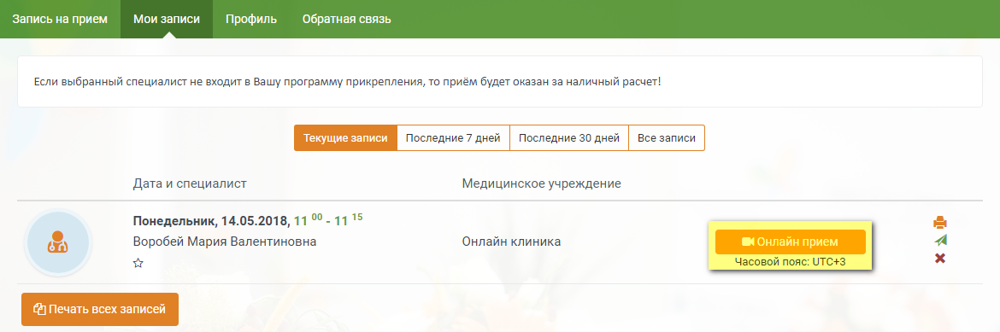 Запись на прием Мои записи Профиль Обратная связь
Если выбранный специалист не входит в Вашу программу прикрепления, то приём будет оказан за наличный расчет!
Текущие записи Последние 7 дней Последние 30 дней Все записи
Дата и специалист Медицинское учреждение
Понедельник, 14.05.2018, 11 00 - 11 15
Воробей Мария Валентиновна Онлайн клиника Онлайн прием
Часовой пояс: UTC+3
Печать всех записей